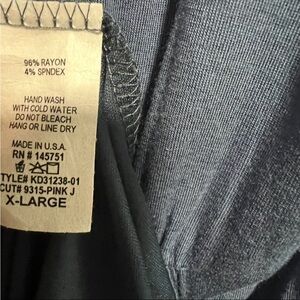 96% RAYON
4% SPNDEX
HAND WASH
WITH COLD WATER
DO NOT BLEACH
HANG OR LINE DRY
MADE IN U.S.A.
RN # 145751
TYLE# KD31238-01
CUT# 9315-PINK J
X-LARGE